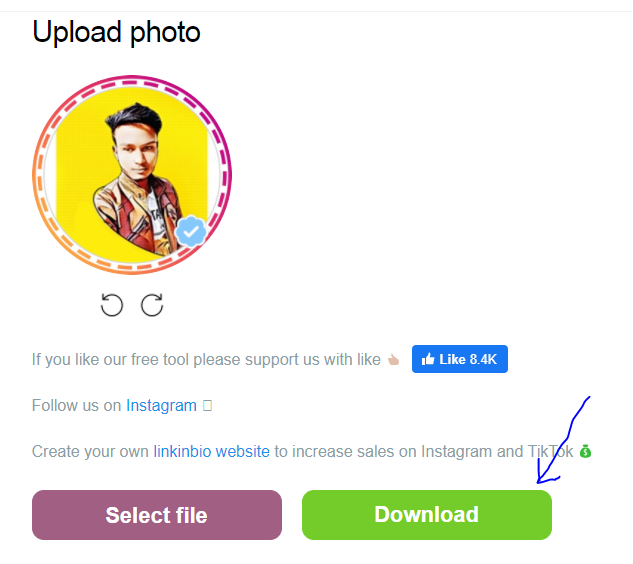 Upload photo
If you like our free tool please support us with like 👆🏻 Like 8.4K
Follow us on Instagram
Create your own linkinbio website to increase sales on Instagram and TikTok 💰
Select file Download